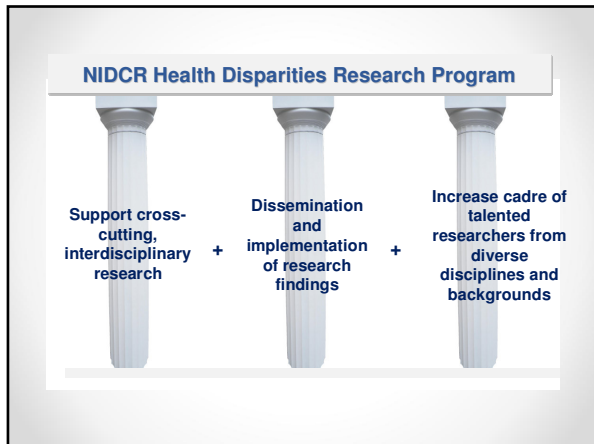 NIDCR Health Disparities Research Program
Support cross-
cutting,
interdisciplinary
research
+
Dissemination
and
implementation
of research
findings
+
Increase cadre of
talented
researchers from
diverse
disciplines and
backgrounds